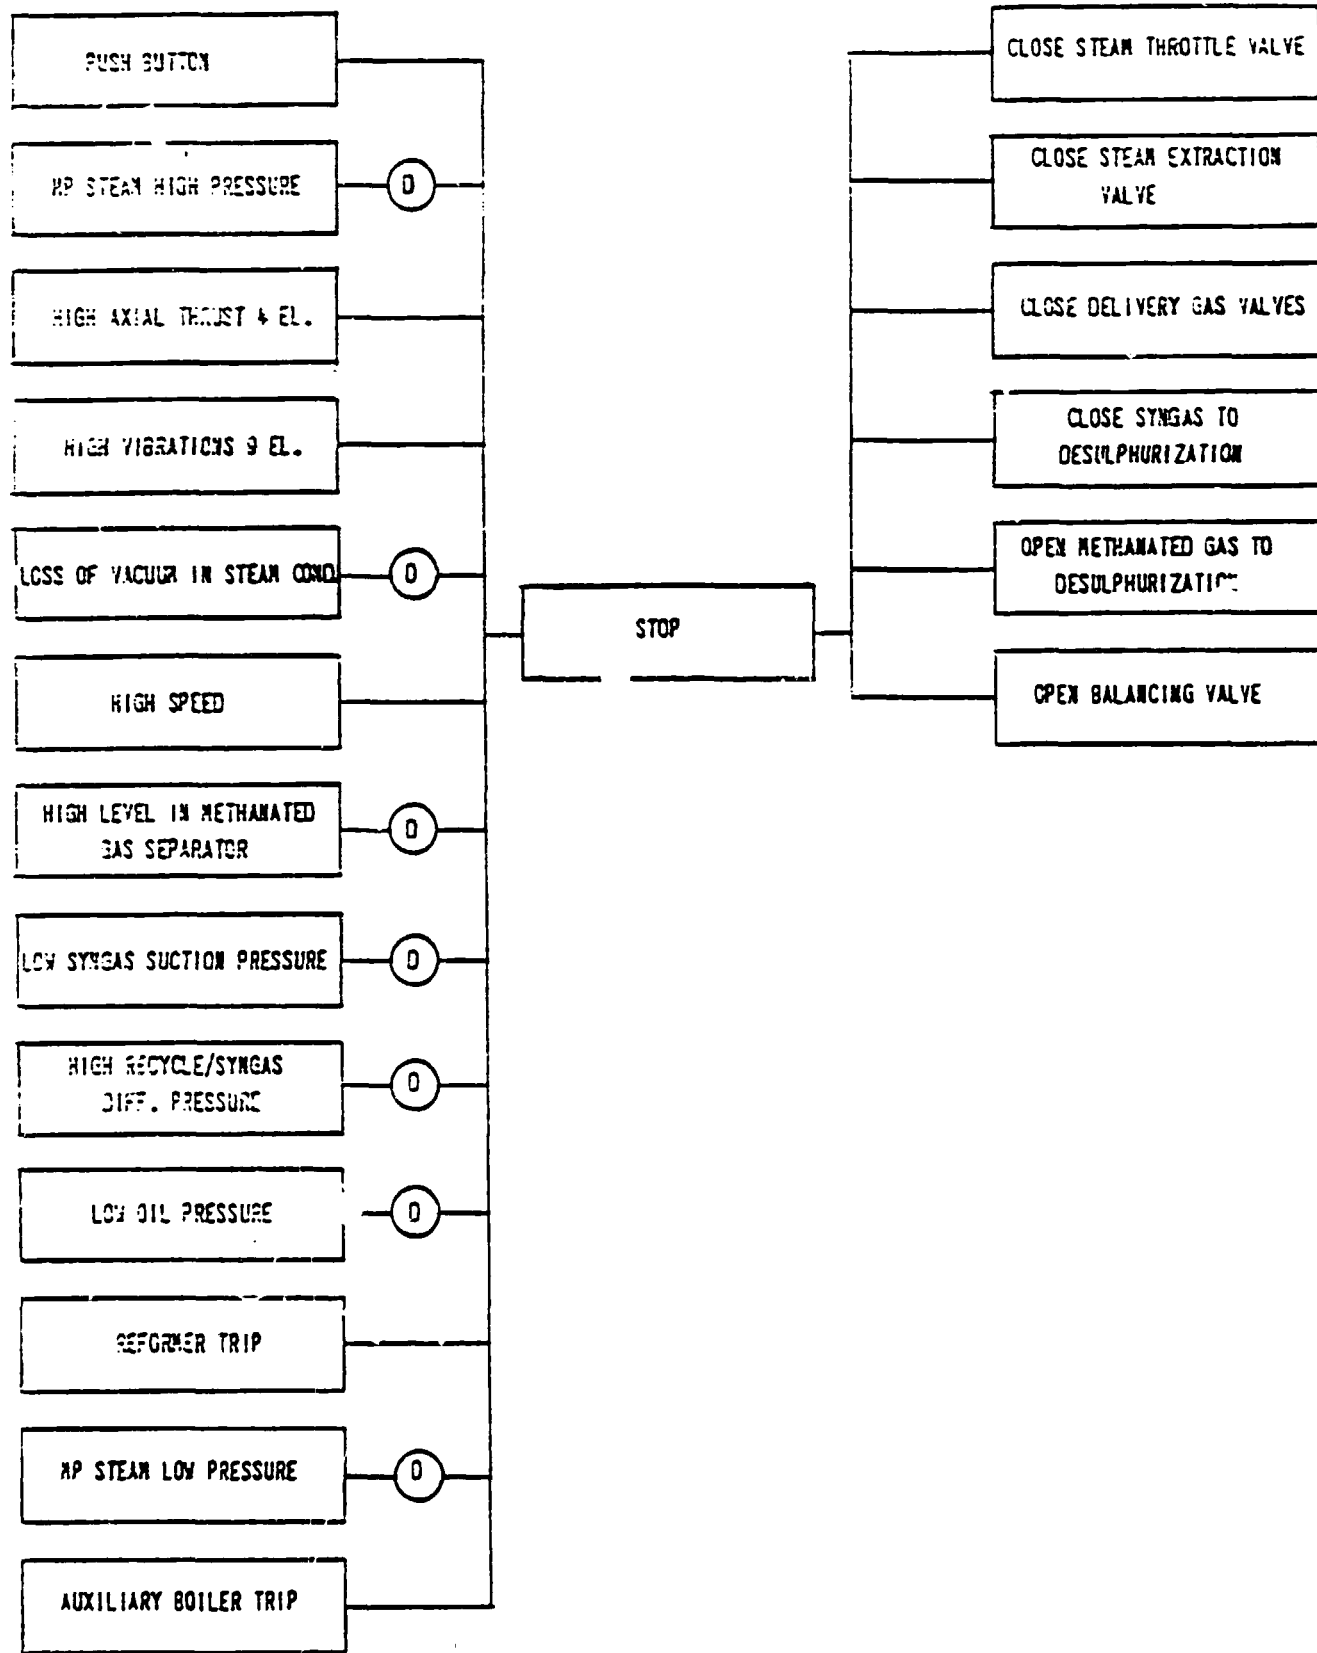 PUSH BUTTON
MP STEAM HIGH PRESSURE
D
HIGH AXIAL THRUST 4 EL.
HIGH VIBRATIONS 9 EL.
LOSS OF VACUUM IN STEAM COND.
D
HIGH SPEED
HIGH LEVEL IN METHANATED
GAS SEPARATOR
D
LOW SYNGAS SUCTION PRESSURE
D
HIGH RECYCLE/SYNGAS
DIFF. PRESSURE
D
LOW OIL PRESSURE
D
REFORMER TRIP
MP STEAM LOW PRESSURE
D
AUXILIARY BOILER TRIP
STOP
CLOSE STEAM THROTTLE VALVE
CLOSE STEAM EXTRACTION
VALVE
CLOSE DELIVERY GAS VALVES
CLOSE SYNGAS TO
DESULPHURIZATION
OPEN METHANATED GAS TO
DESULPHURIZATION
OPEN BALANCING VALVE